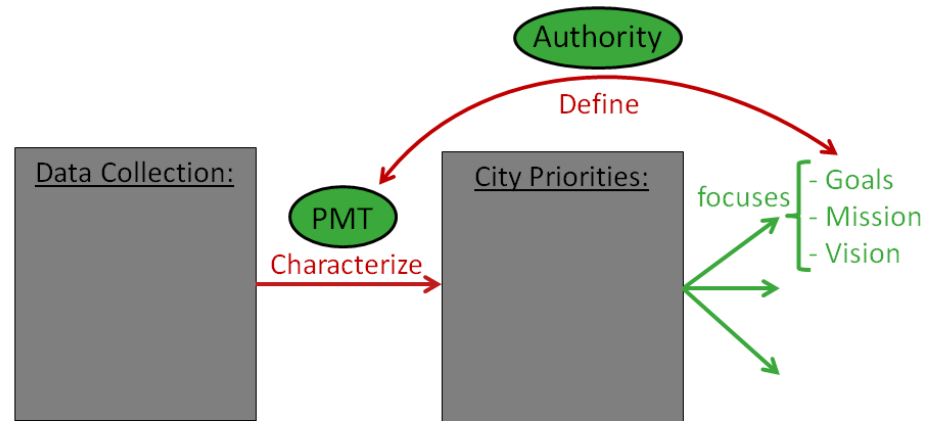 Authority
Define
Data Collection:
City Priorities:
PMT
Characterize
focuses
- Goals
- Mission
- Vision